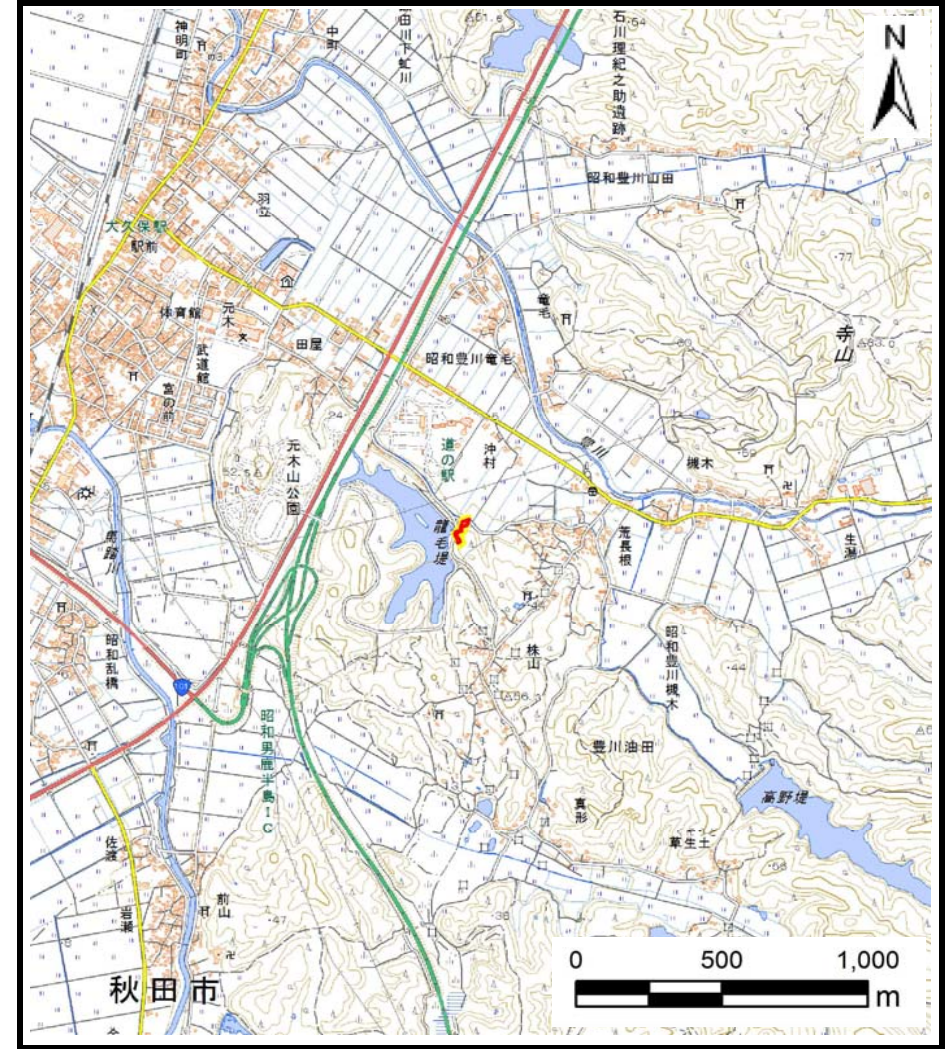 神明町
中町
石川理紀之助遺跡
N
昭和豊川山田
羽立
大久保駅
駅前
竜毛
寺山
体育館
元木
武道館
田屋
昭和豊川竜毛
宮の前
元木山公園
道の駅
沖村
槻木
龍毛堤
荒長根
生湯
馬踏川
株山
昭和乱橋
昭和豊川槻木
101
昭和男鹿半島IC
豊川油田
高野堤
真形
草生土
佐渡
岩瀬
前山
秋田市
0 500 1,000
m